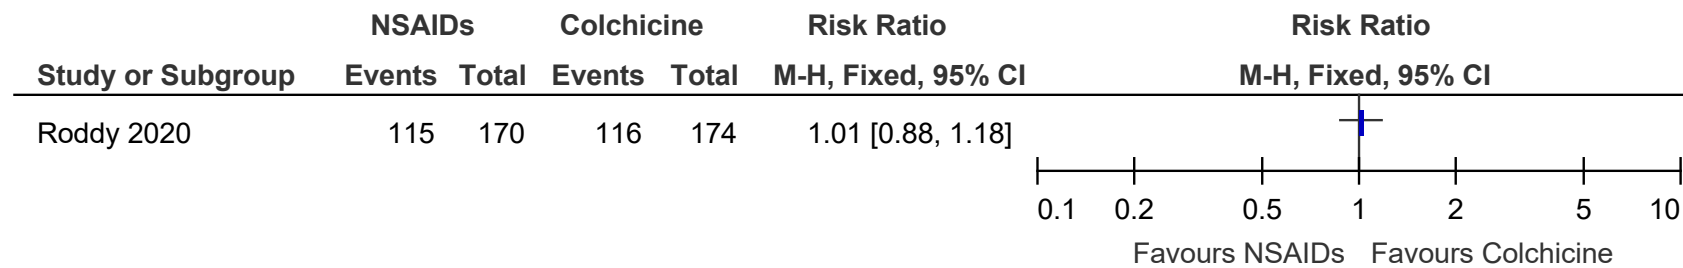 NSAIDs Colchicine Risk Ratio Risk Ratio
Study or Subgroup Events Total Events Total M-H, Fixed, 95% CI M-H, Fixed, 95% CI
Roddy 2020 115 170 116 174 1.01 [0.88, 1.18]
0.1 0.2 0.5 1 2 5 10
Favours NSAIDs Favours Colchicine